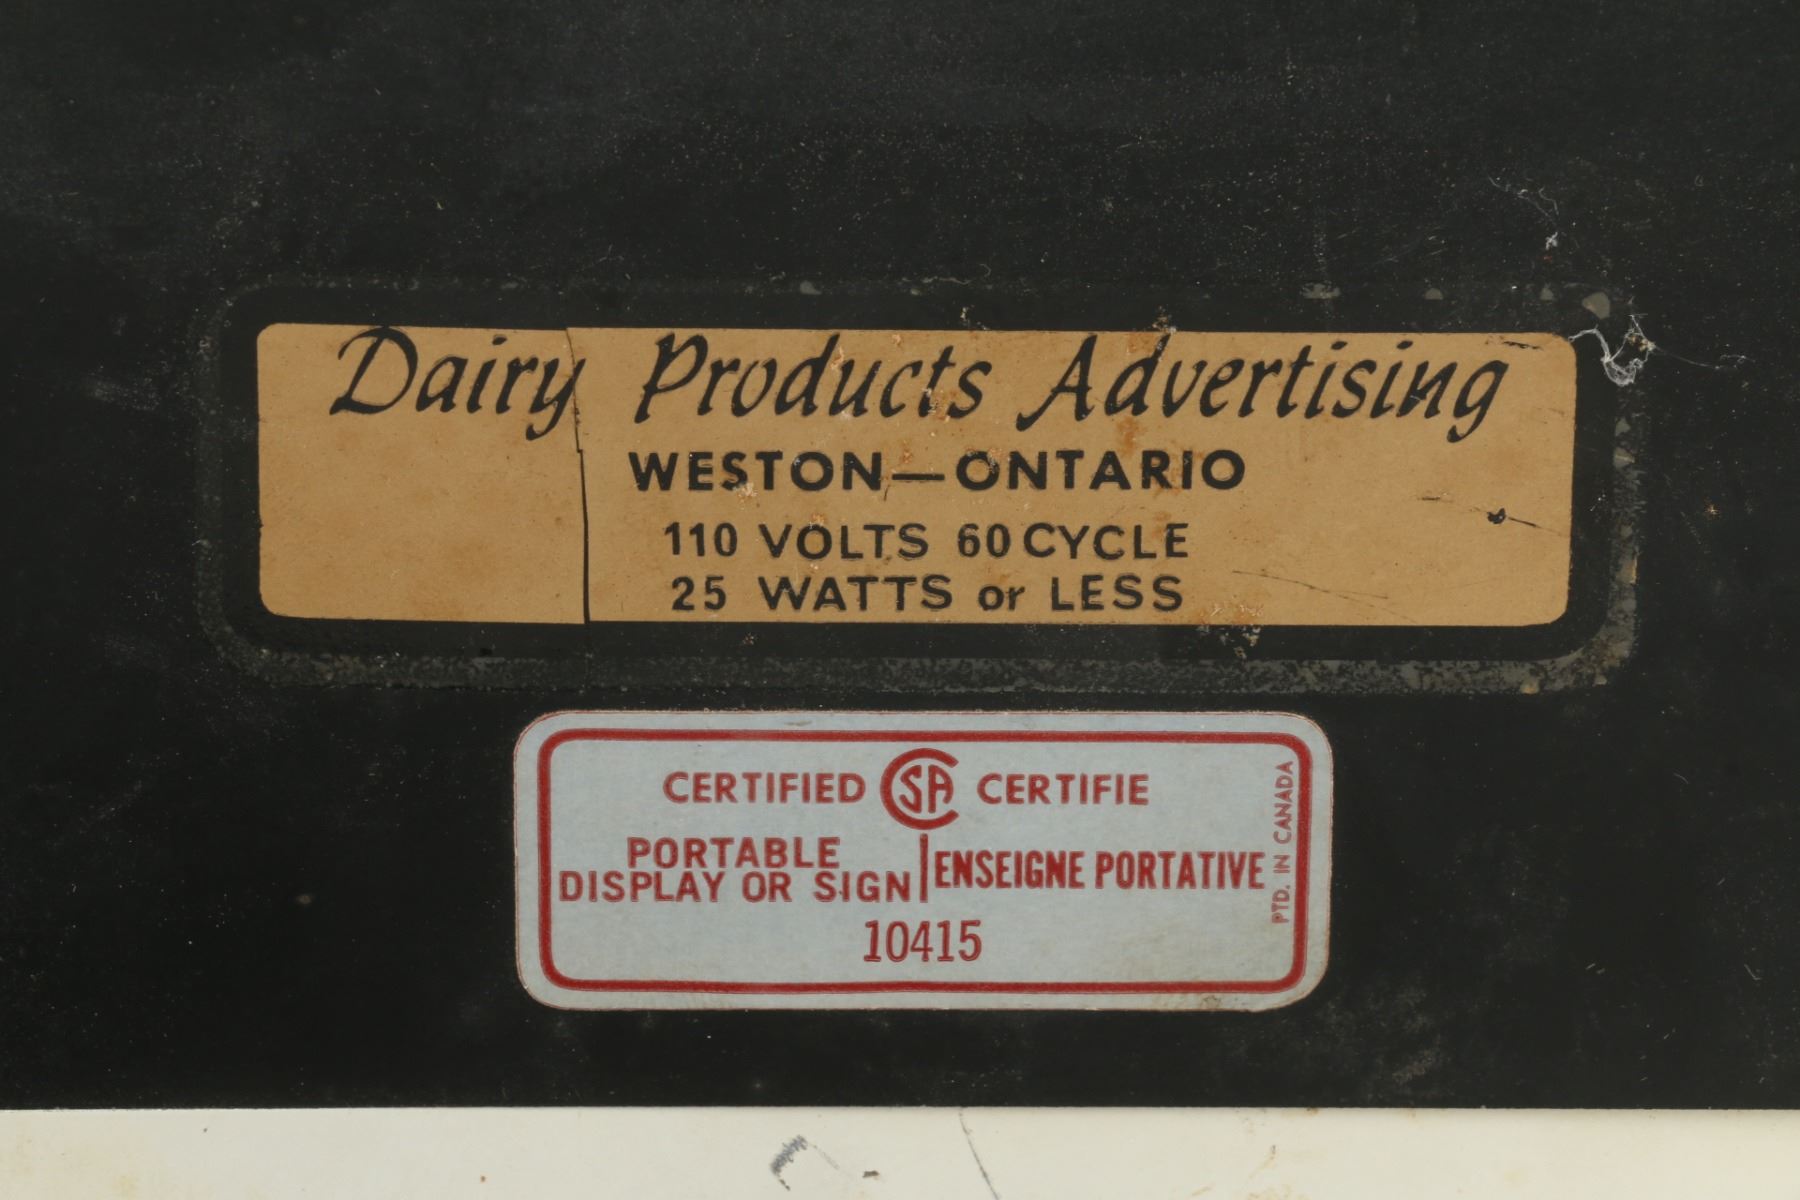 Dairy Products Advertising
WESTON—ONTARIO
110 VOLTS 60 CYCLE
25 WATTS or LESS
CERTIFIED CSA CERTIFIE
PORTABLE
DISPLAY OR SIGN
ENSEIGNE PORTATIVE
10415
PTD. IN CANADA